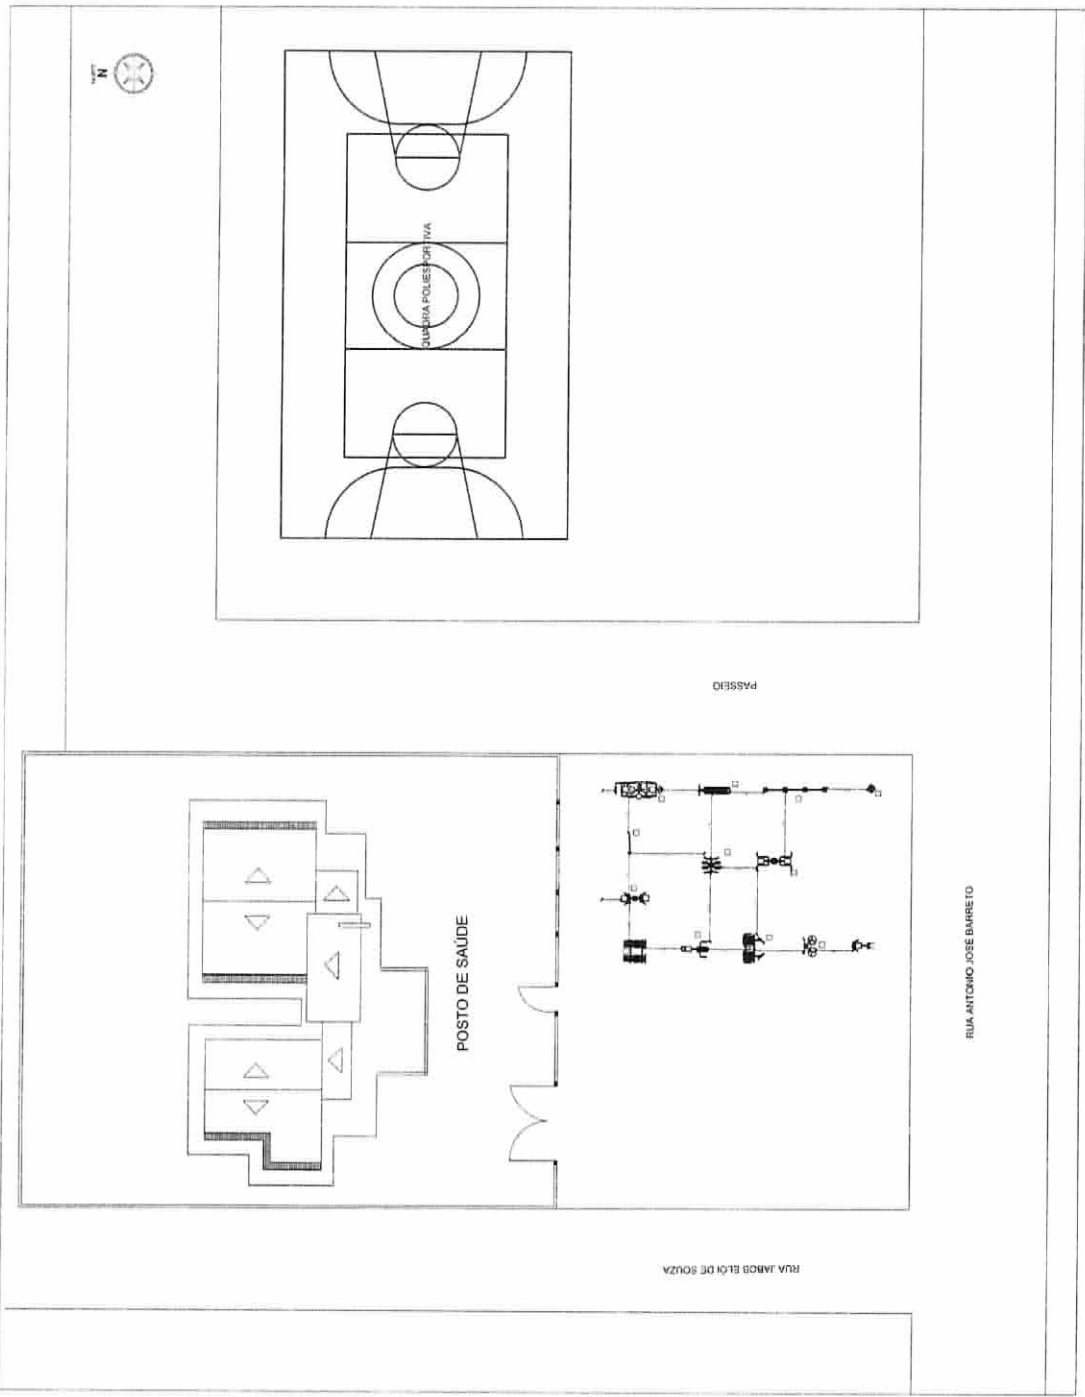 N
QUADRA POLIESPORTIVA
PASSEIO
POSTO DE SAÚDE
RUA ANTONIO JOSÉ BARRETO
RUA JABOB ELÓI DE SOUZA